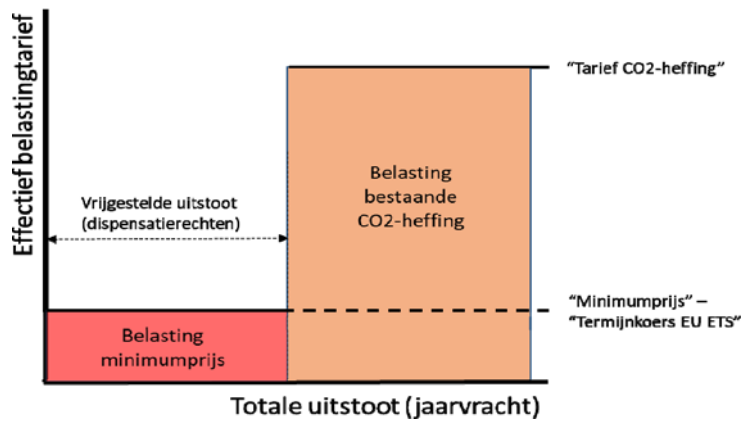 Effectief belastingtarief
“Tarief CO2-heffing”
Belasting
bestaande
CO2-heffing
Vrijgestelde uitstoot
(dispensatierechten)
“Minimumprijs” –
“Termijnkoers EU ETS”
Belasting
minimumprijs
Totale uitstoot (jaarvracht)